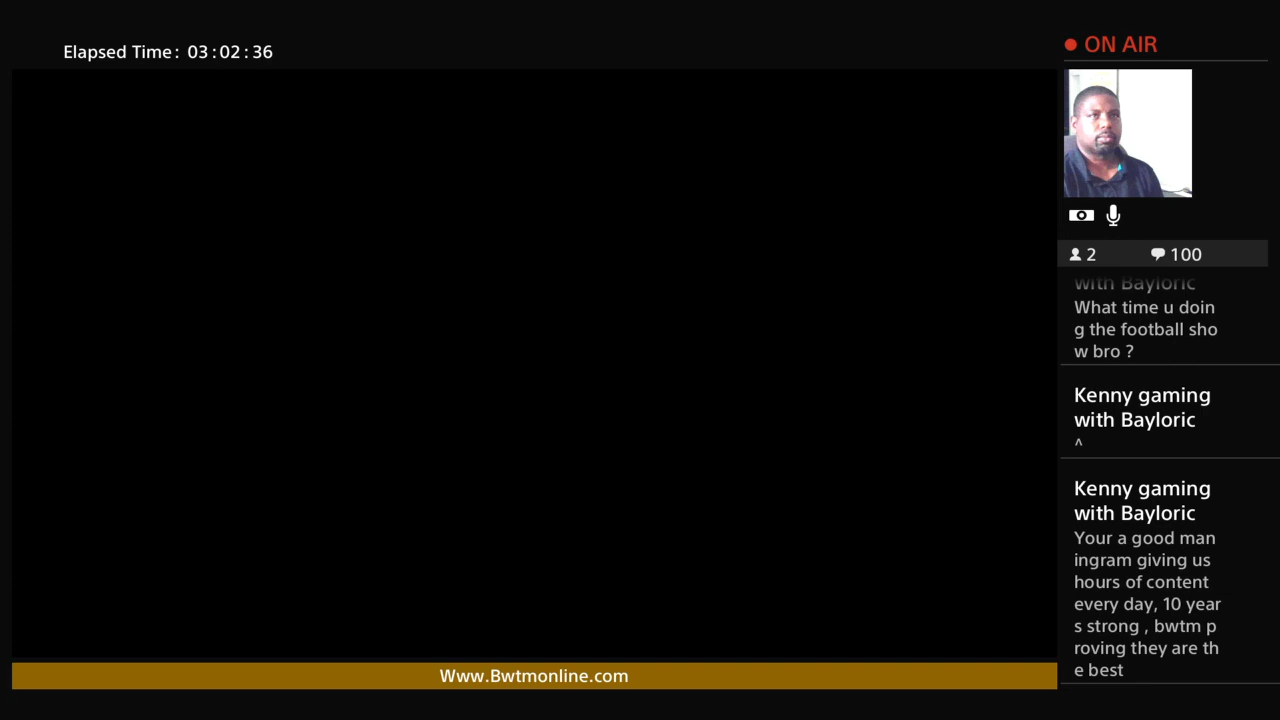 Elapsed Time: 03:02:36
ON AIR
2 100
with Bayloric
What time u doin
g the football sho
w bro ?
Kenny gaming
with Bayloric
^
Kenny gaming
with Bayloric
Your a good man
ingram giving us
hours of content
every day, 10 year
s strong , bwtm p
roving they are th
e best
Www.Bwtmonline.com